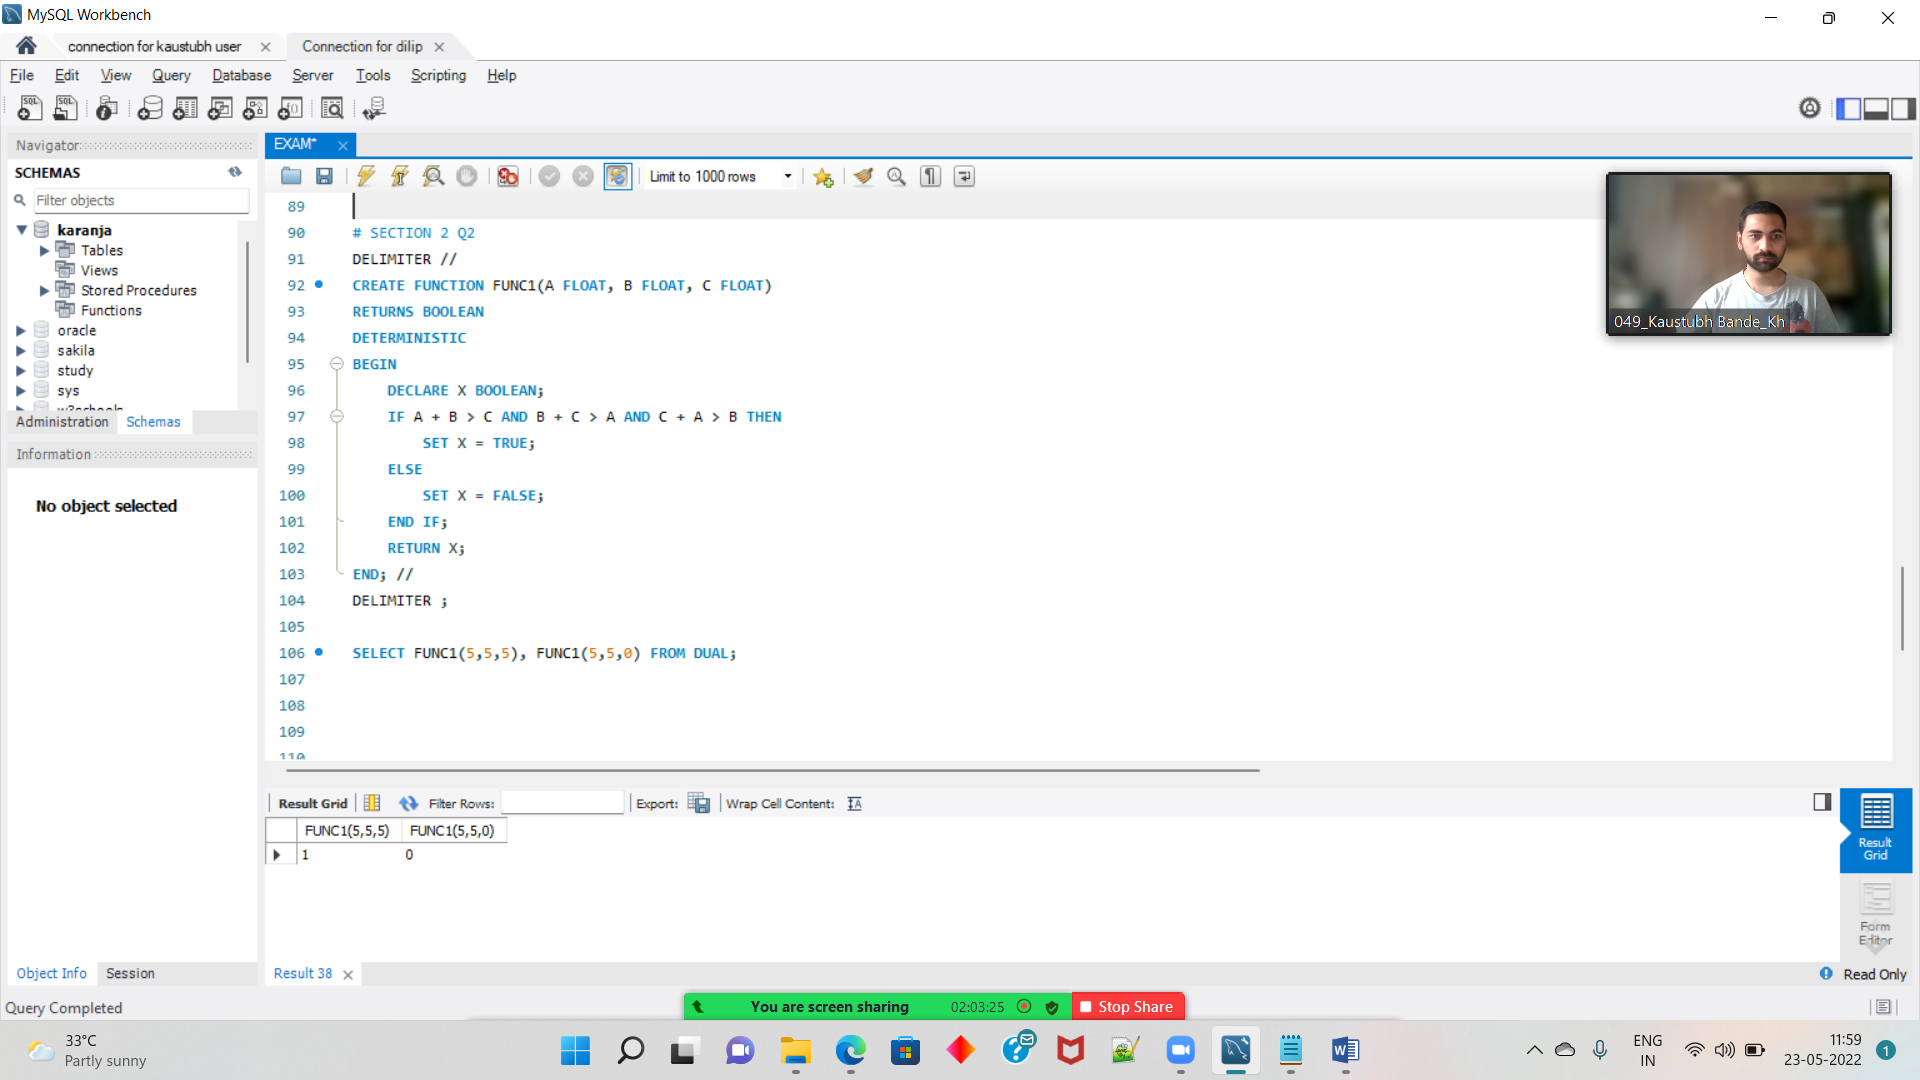 MySQL Workbench
connection for kaustubh user
Connection for dilip
File Edit View Query Database Server Tools Scripting Help
Navigator
SCHEMAS
Filter objects
karanja
Tables
Views
Stored Procedures
Functions
oracle
sakila
study
sys
w3schools
Administration Schemas
Information
No object selected
Object Info Session
Query Completed
EXAM*
Limit to 1000 rows
89
90 # SECTION 2 Q2
91 DELIMITER //
92 CREATE FUNCTION FUNC1(A FLOAT, B FLOAT, C FLOAT)
93 RETURNS BOOLEAN
94 DETERMINISTIC
95 BEGIN
96 DECLARE X BOOLEAN;
97 IF A + B > C AND B + C > A AND C + A > B THEN
98 SET X = TRUE;
99 ELSE
100 SET X = FALSE;
101 END IF;
102 RETURN X;
103 END; //
104 DELIMITER ;
105
106 SELECT FUNC1(5,5,5), FUNC1(5,5,0) FROM DUAL;
107
108
109
110
049_Kaustubh Bande_Kh
Result Grid Filter Rows: Export: Wrap Cell Content:
FUNC1(5,5,5) FUNC1(5,5,0)
1 0
Result Grid
Form Editor
Result 38
Read Only
You are screen sharing 02:03:25 Stop Share
33°C
Partly sunny
ENG
IN
11:59
23-05-2022
1